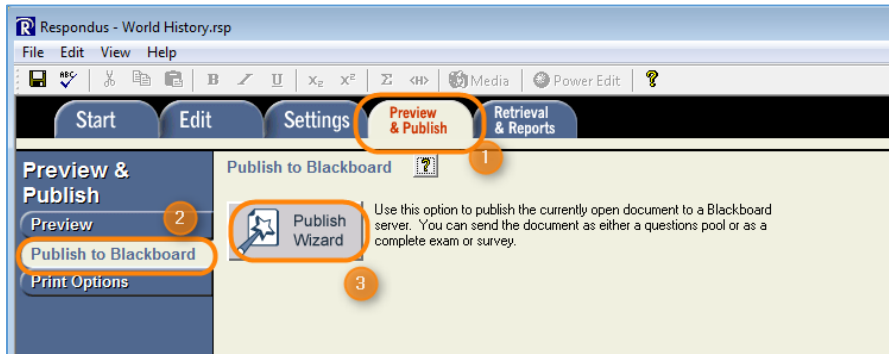 Respondus - World History.rsp
File Edit View Help
ABC B I U X₂ X² Σ <H> Media Power Edit ?
Start Edit Settings Preview & Publish Retrieval & Reports
1
Preview & Publish
Preview
2
Publish to Blackboard
Print Options
Publish to Blackboard ?
Publish Wizard
3
Use this option to publish the currently open document to a Blackboard
server. You can send the document as either a questions pool or as a
complete exam or survey.